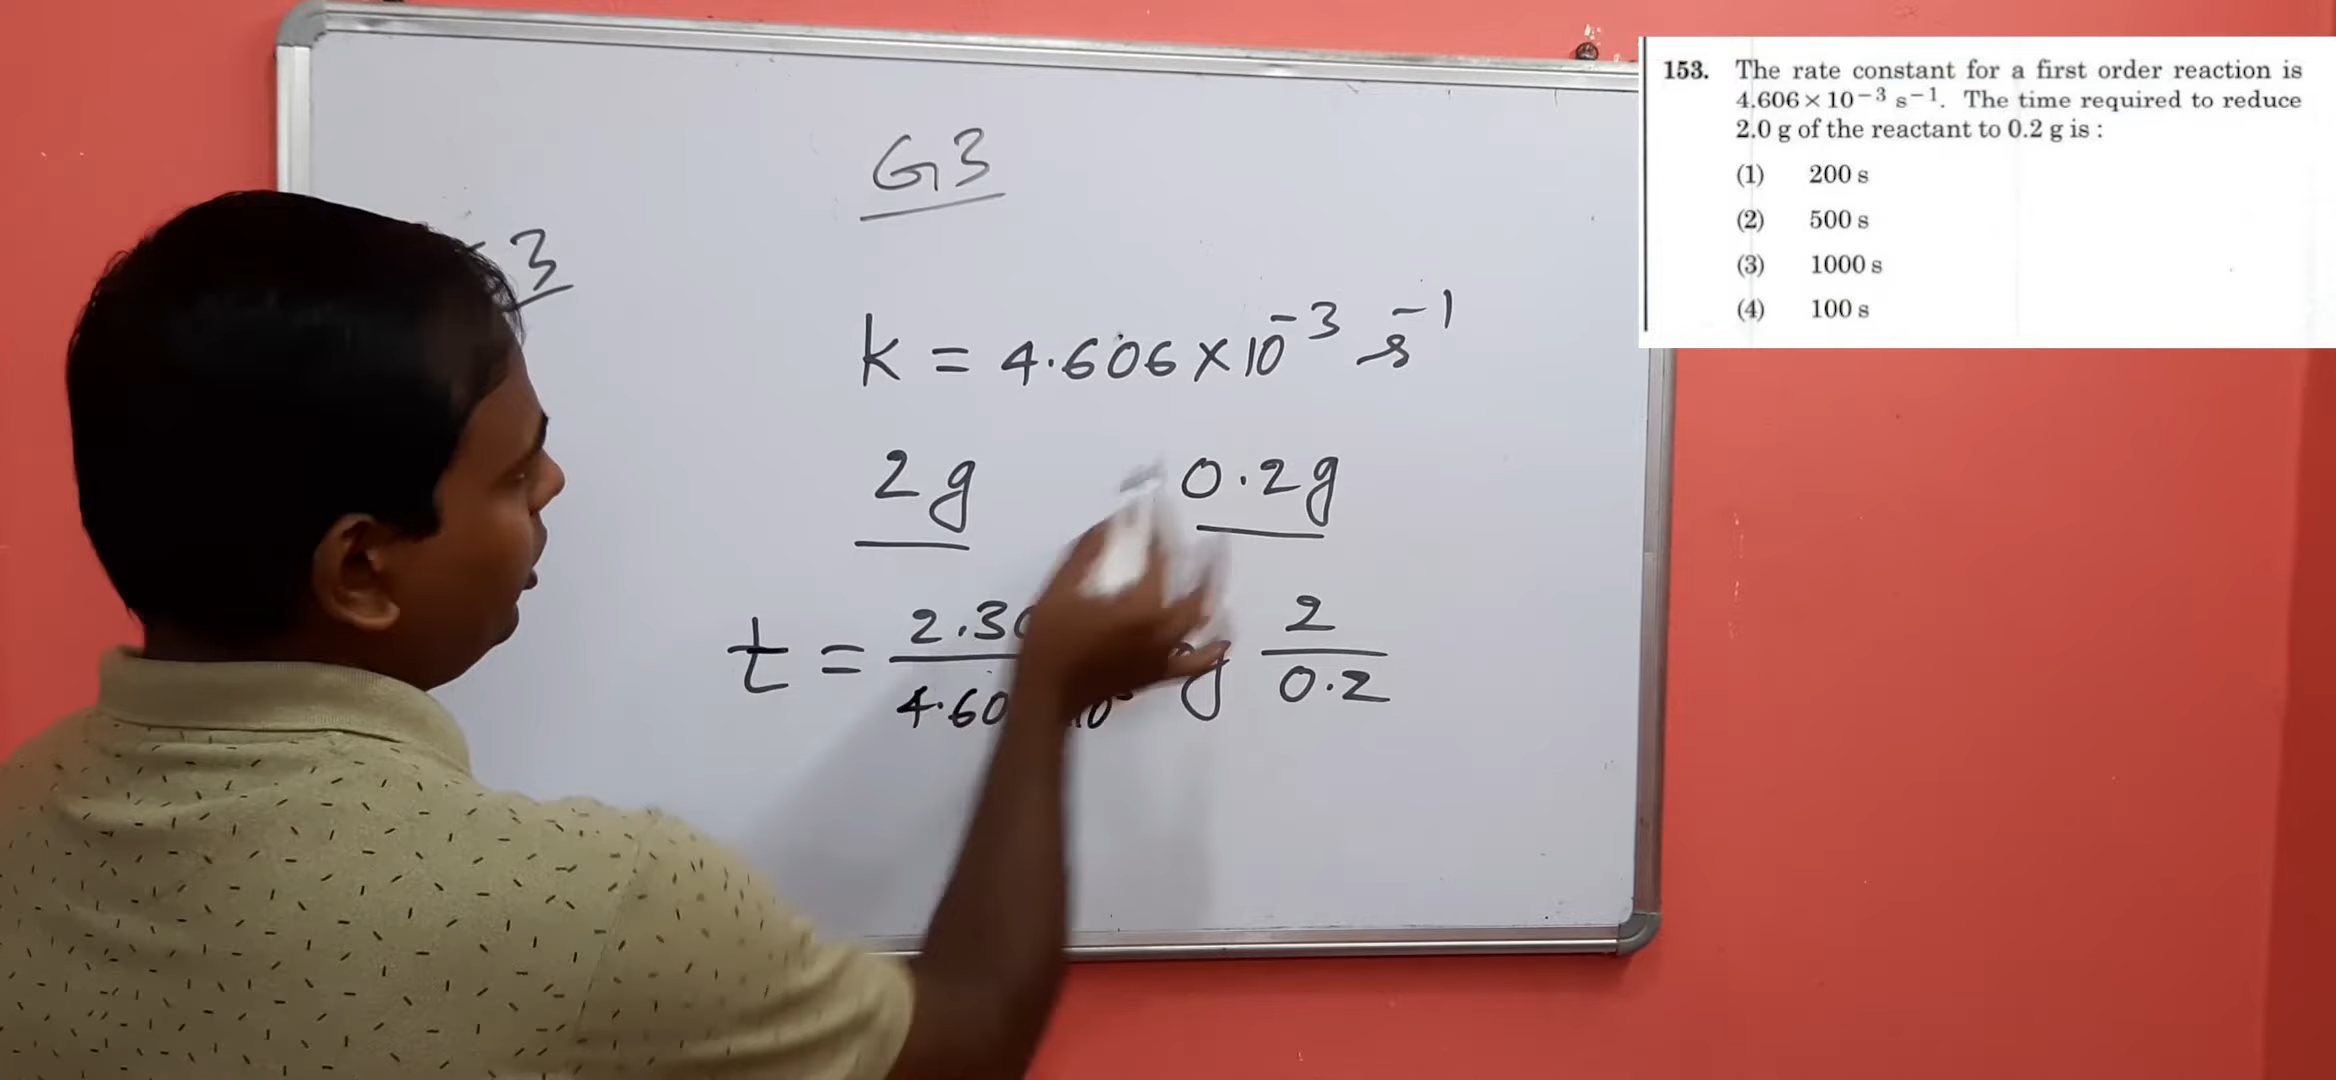 G3
3
k = 4.606 × 10⁻³ s⁻¹
2g 0.2g
t = 2.30
4.60 10 g 2/0.2
153. The rate constant for a first order reaction is
4.606 × 10⁻³ s⁻¹. The time required to reduce
2.0 g of the reactant to 0.2 g is :
(1) 200 s
(2) 500 s
(3) 1000 s
(4) 100 s